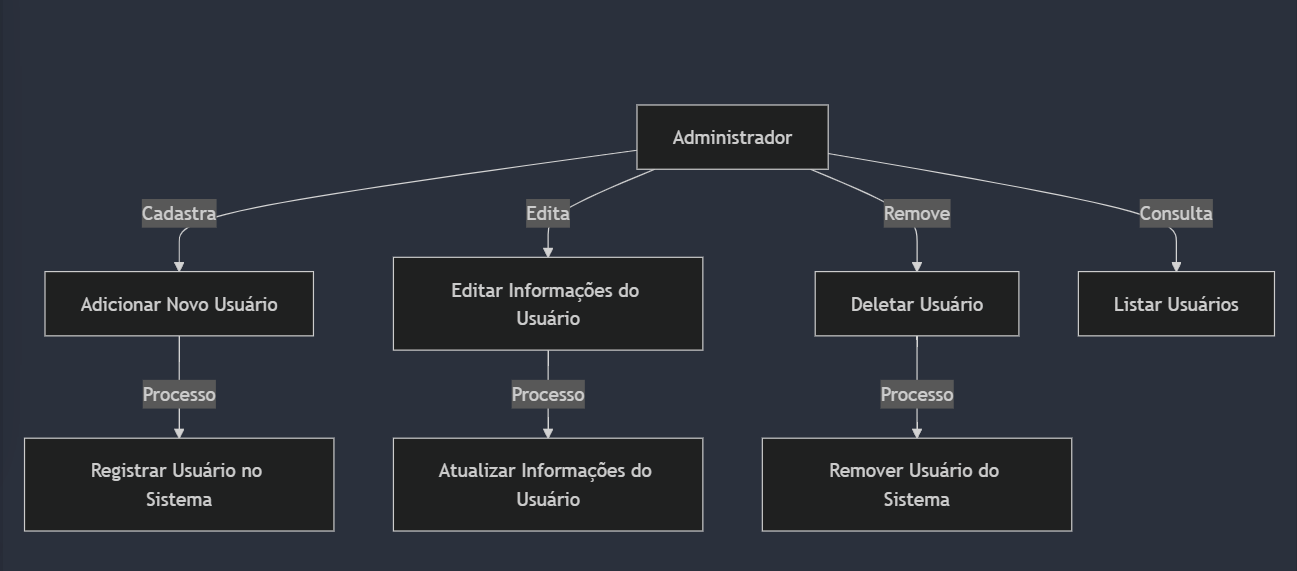 Administrador
Cadastra
Edita
Remove
Consulta
Adicionar Novo Usuário
Editar Informações do
Usuário
Deletar Usuário
Listar Usuários
Processo
Processo
Processo
Registrar Usuário no
Sistema
Atualizar Informações do
Usuário
Remover Usuário do
Sistema